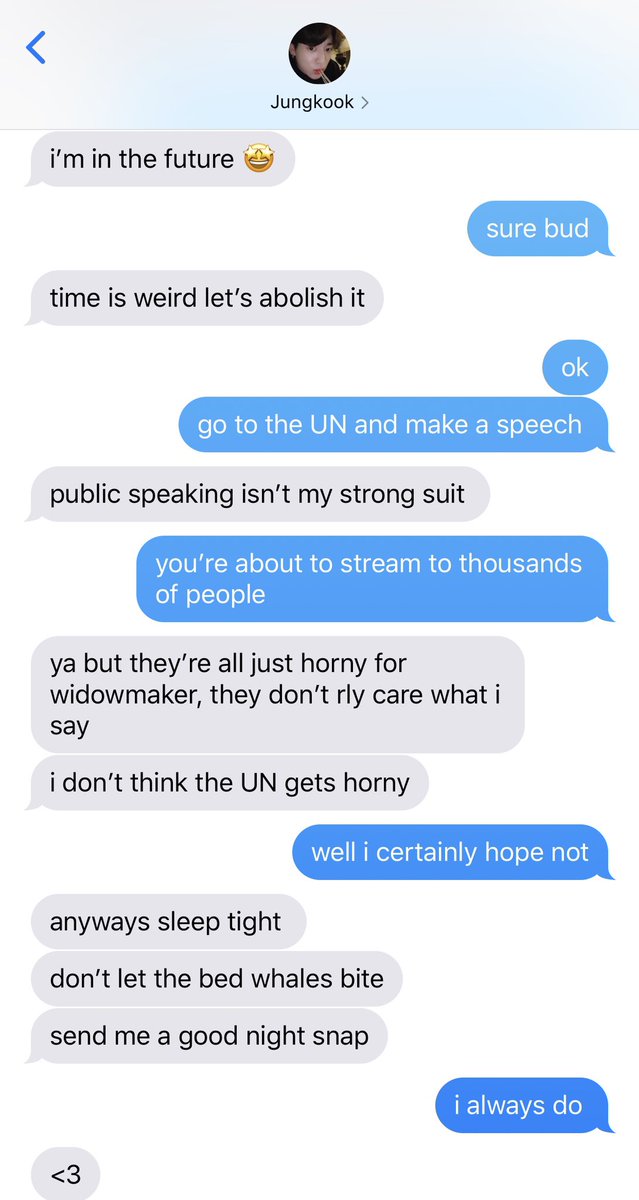 Jungkook
i’m in the future 🤩
sure bud
time is weird let’s abolish it
ok
go to the UN and make a speech
public speaking isn’t my strong suit
you’re about to stream to thousands
of people
ya but they’re all just horny for
widowmaker, they don’t rly care what i
say
i don’t think the UN gets horny
well i certainly hope not
anyways sleep tight
don’t let the bed whales bite
send me a good night snap
i always do
<3